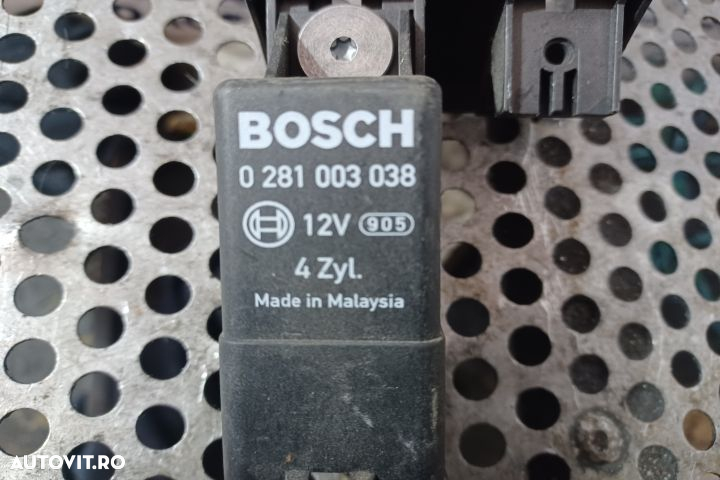 BOSCH
0 281 003 038
12V 905
4 Zyl.
Made in Malaysia
AUTOVIT.RO